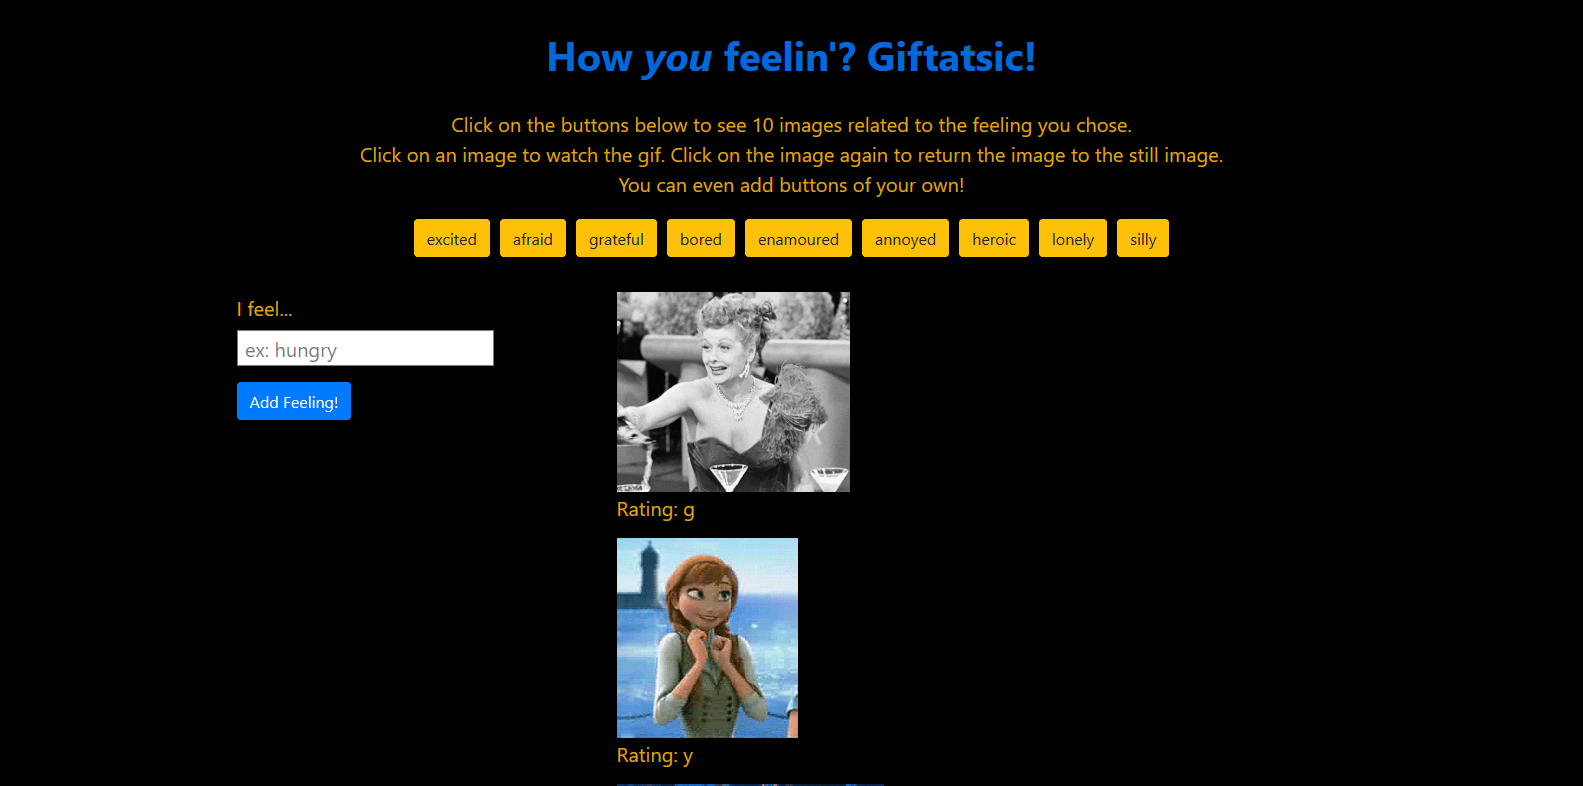 How you feelin'? Giftatsic!
Click on the buttons below to see 10 images related to the feeling you chose.
Click on an image to watch the gif. Click on the image again to return the image to the still image.
You can even add buttons of your own!
excited afraid grateful bored enamoured annoyed heroic lonely silly
I feel...
ex: hungry
Add Feeling!
Rating: g
Rating: y